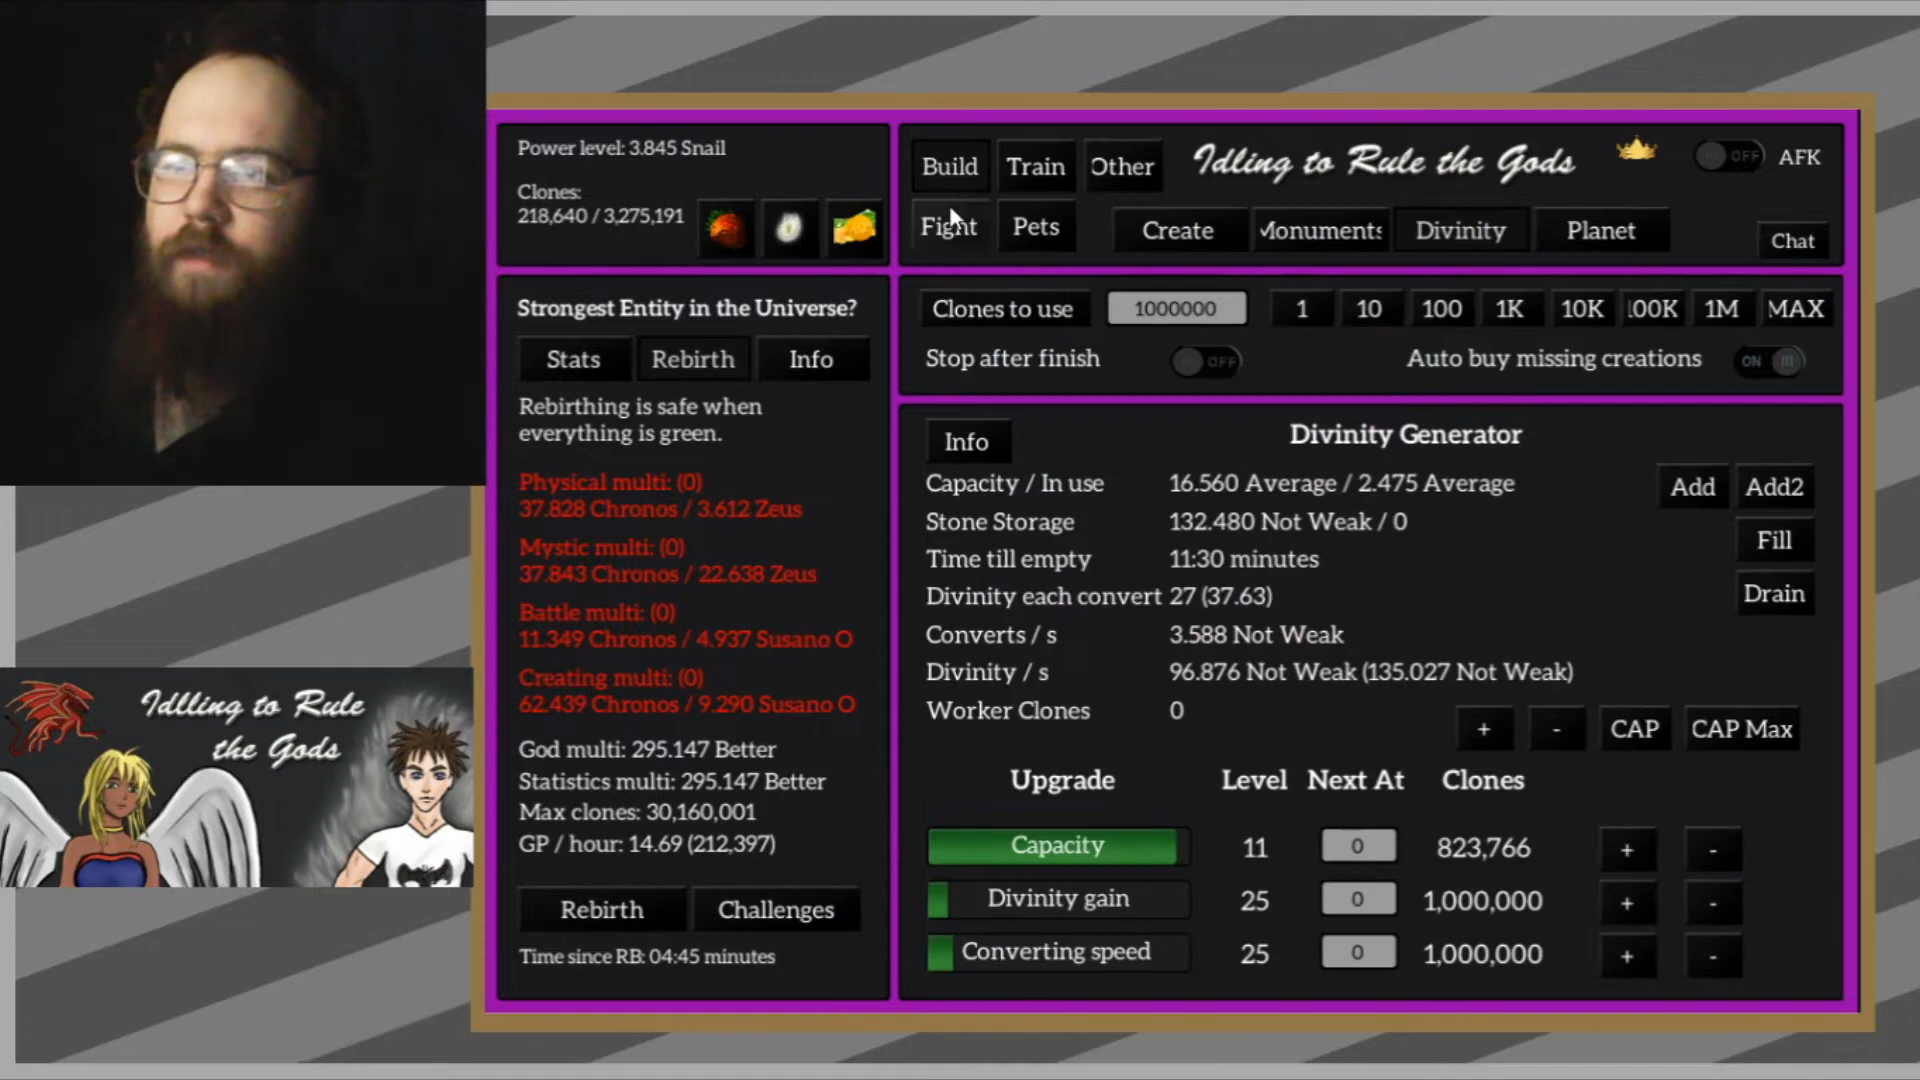 Power level: 3.845 Snail
Clones:
218,640 / 3,275,191
Strongest Entity in the Universe?
Stats Rebirth Info
Rebirthing is safe when
everything is green.
Physical multi: (0)
37.828 Chronos / 3.612 Zeus
Mystic multi: (0)
37.843 Chronos / 22.638 Zeus
Battle multi: (0)
11.349 Chronos / 4.937 Susano O
Creating multi: (0)
62.439 Chronos / 9.290 Susano O
God multi: 295.147 Better
Statistics multi: 295.147 Better
Max clones: 30,160,001
GP / hour: 14.69 (212,397)
Rebirth Challenges
Time since RB: 04:45 minutes
Build Train Other Idling to Rule the Gods OFF AFK
Fight Pets Create Monuments Divinity Planet Chat
Clones to use 1000000 1 10 100 1K 10K 100K 1M MAX
Stop after finish OFF Auto buy missing creations ON
Info Divinity Generator
Capacity / In use 16.560 Average / 2.475 Average Add Add2
Stone Storage 132.480 Not Weak / 0 Fill
Time till empty 11:30 minutes
Divinity each convert 27 (37.63) Drain
Converts / s 3.588 Not Weak
Divinity / s 96.876 Not Weak (135.027 Not Weak)
Worker Clones 0 + - CAP CAP Max
Upgrade Level Next At Clones
Capacity 11 0 823,766 + -
Divinity gain 25 0 1,000,000 + -
Converting speed 25 0 1,000,000 + -
Idlling to Rule
the Gods